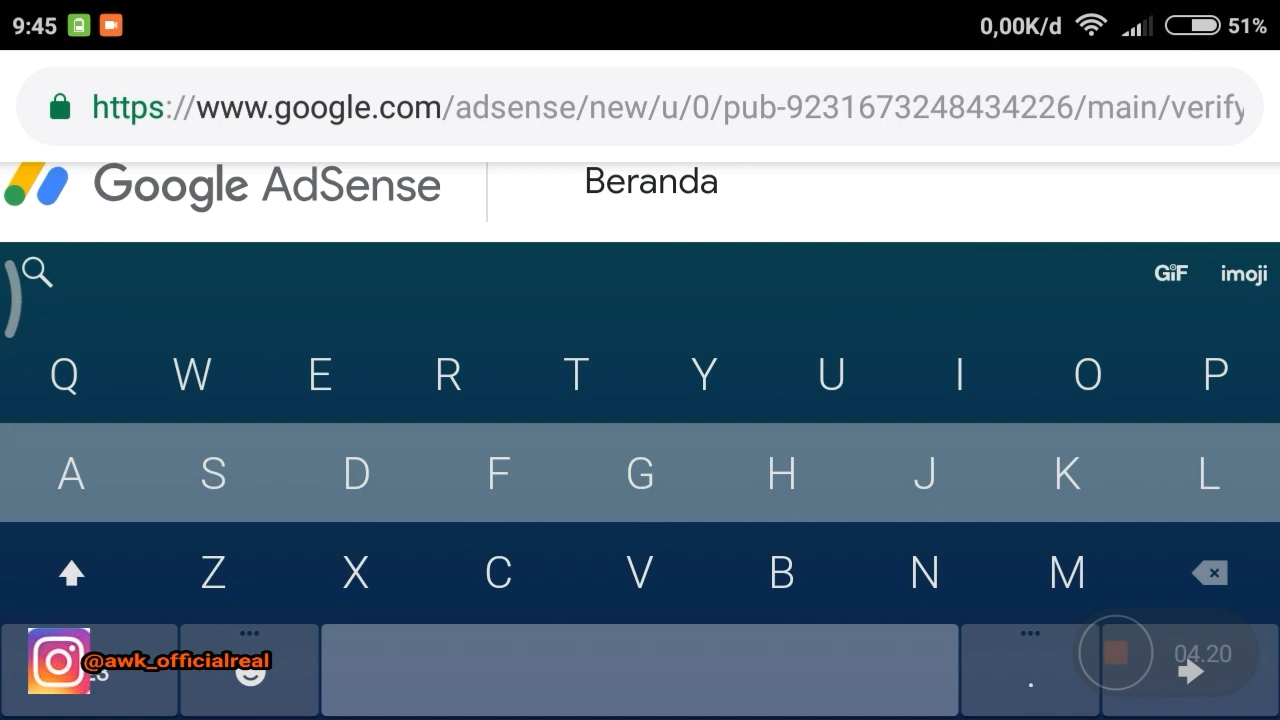 9:45 0,00K/d 51%
https://www.google.com/adsense/new/u/0/pub-9231673248434226/main/verify
Google AdSense Beranda
GIF imoji
Q W E R T Y U I O P
A S D F G H J K L
Z X C V B N M
@awk_officialreal . 04.20